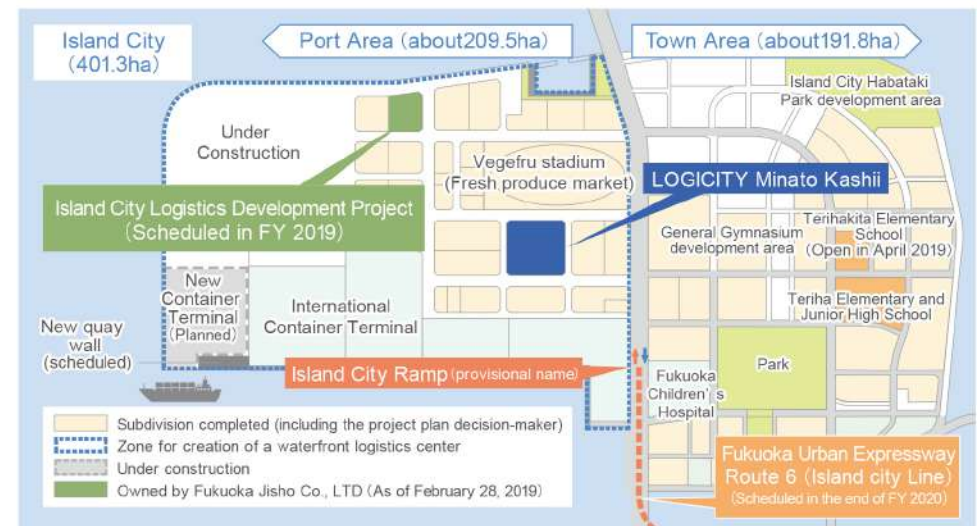 Island City
(401.3ha)
Port Area (about209.5ha)
Town Area (about191.8ha)
Island City Habataki
Park development area
Under
Construction
Vegefru stadium
(Fresh produce market)
LOGICITY Minato Kashii
Island City Logistics Development Project
(Scheduled in FY 2019)
General Gymnasium
development area
Terihakita Elementary
School
(Open in April 2019)
New
Container
Terminal
(Planned)
International
Container Terminal
Teriha Elementary and
Junior High School
New quay
wall
(scheduled)
Island City Ramp (provisional name)
Fukuoka
Children's
Hospital
Park
Subdivision completed (including the project plan decision-maker)
Zone for creation of a waterfront logistics center
Under construction
Owned by Fukuoka Jisho Co., LTD (As of February 28, 2019)
Fukuoka Urban Expressway
Route 6 (Island city Line)
(Scheduled in the end of FY 2020)